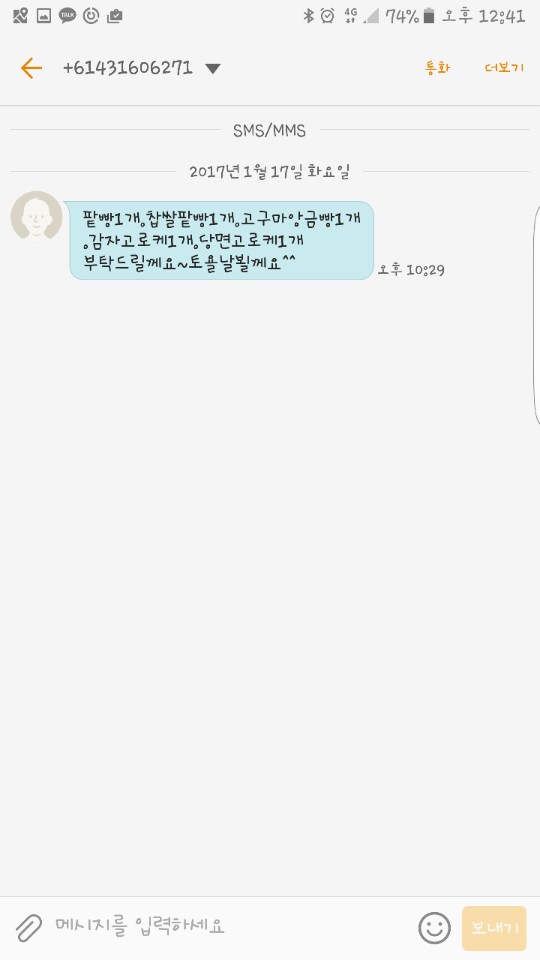 TALK 4G 74% 오후 12:41
+61431606271 통화 더보기
SMS/MMS
2017년 1월 17일 화요일
팥빵1개,찹쌀팥빵1개,고구마앙금빵1개
,감자고로케1개,당면고로케1개
부탁드릴께요~토욜날뵐께요^^
오후 10:29
메시지를 입력하세요 보내기